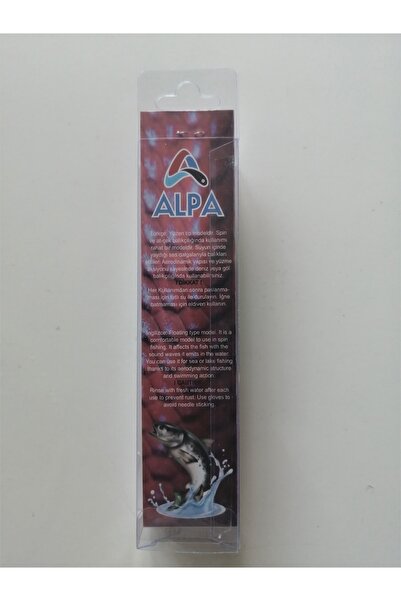 ALPA
Türkçe: Yüzen tip modeldir. Spin
ve at-çek balıkçılığında kullanımı
rahat bir modeldir. Suyun içinde
yaydığı ses dalgalarıyla balıkları
etkiler. Aerodinamik yapısı ve yüzme
aksiyonu sayesinde deniz veya göl
balıkçılığında kullanabilirsiniz.
! DİKKAT !
Her Kullanımdan sonra paslanma-
ması için tatlı su ile durulayın. İğne
batmaması için eldiven kullanın.
İngilizce: Floating type model. It is a
comfortable model to use in spin
fishing. It affects the fish with the
sound waves it emits in the water.
You can use it for sea or lake fishing
thanks to its aerodynamic structure
and swimming action.
Rinse with fresh water after each
use to prevent rust. Use gloves to
avoid needle sticking.